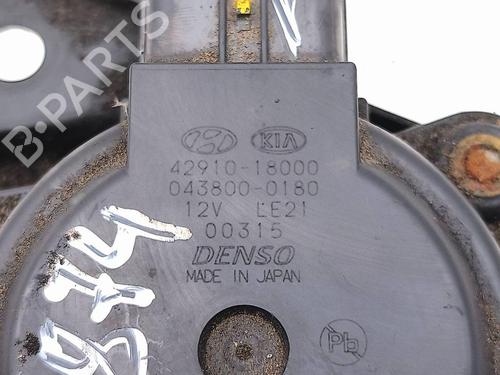 B-PARTS
KIA
42910-18000
043800-0180
12V LE21
00315
DENSO
MADE IN JAPAN
Pb